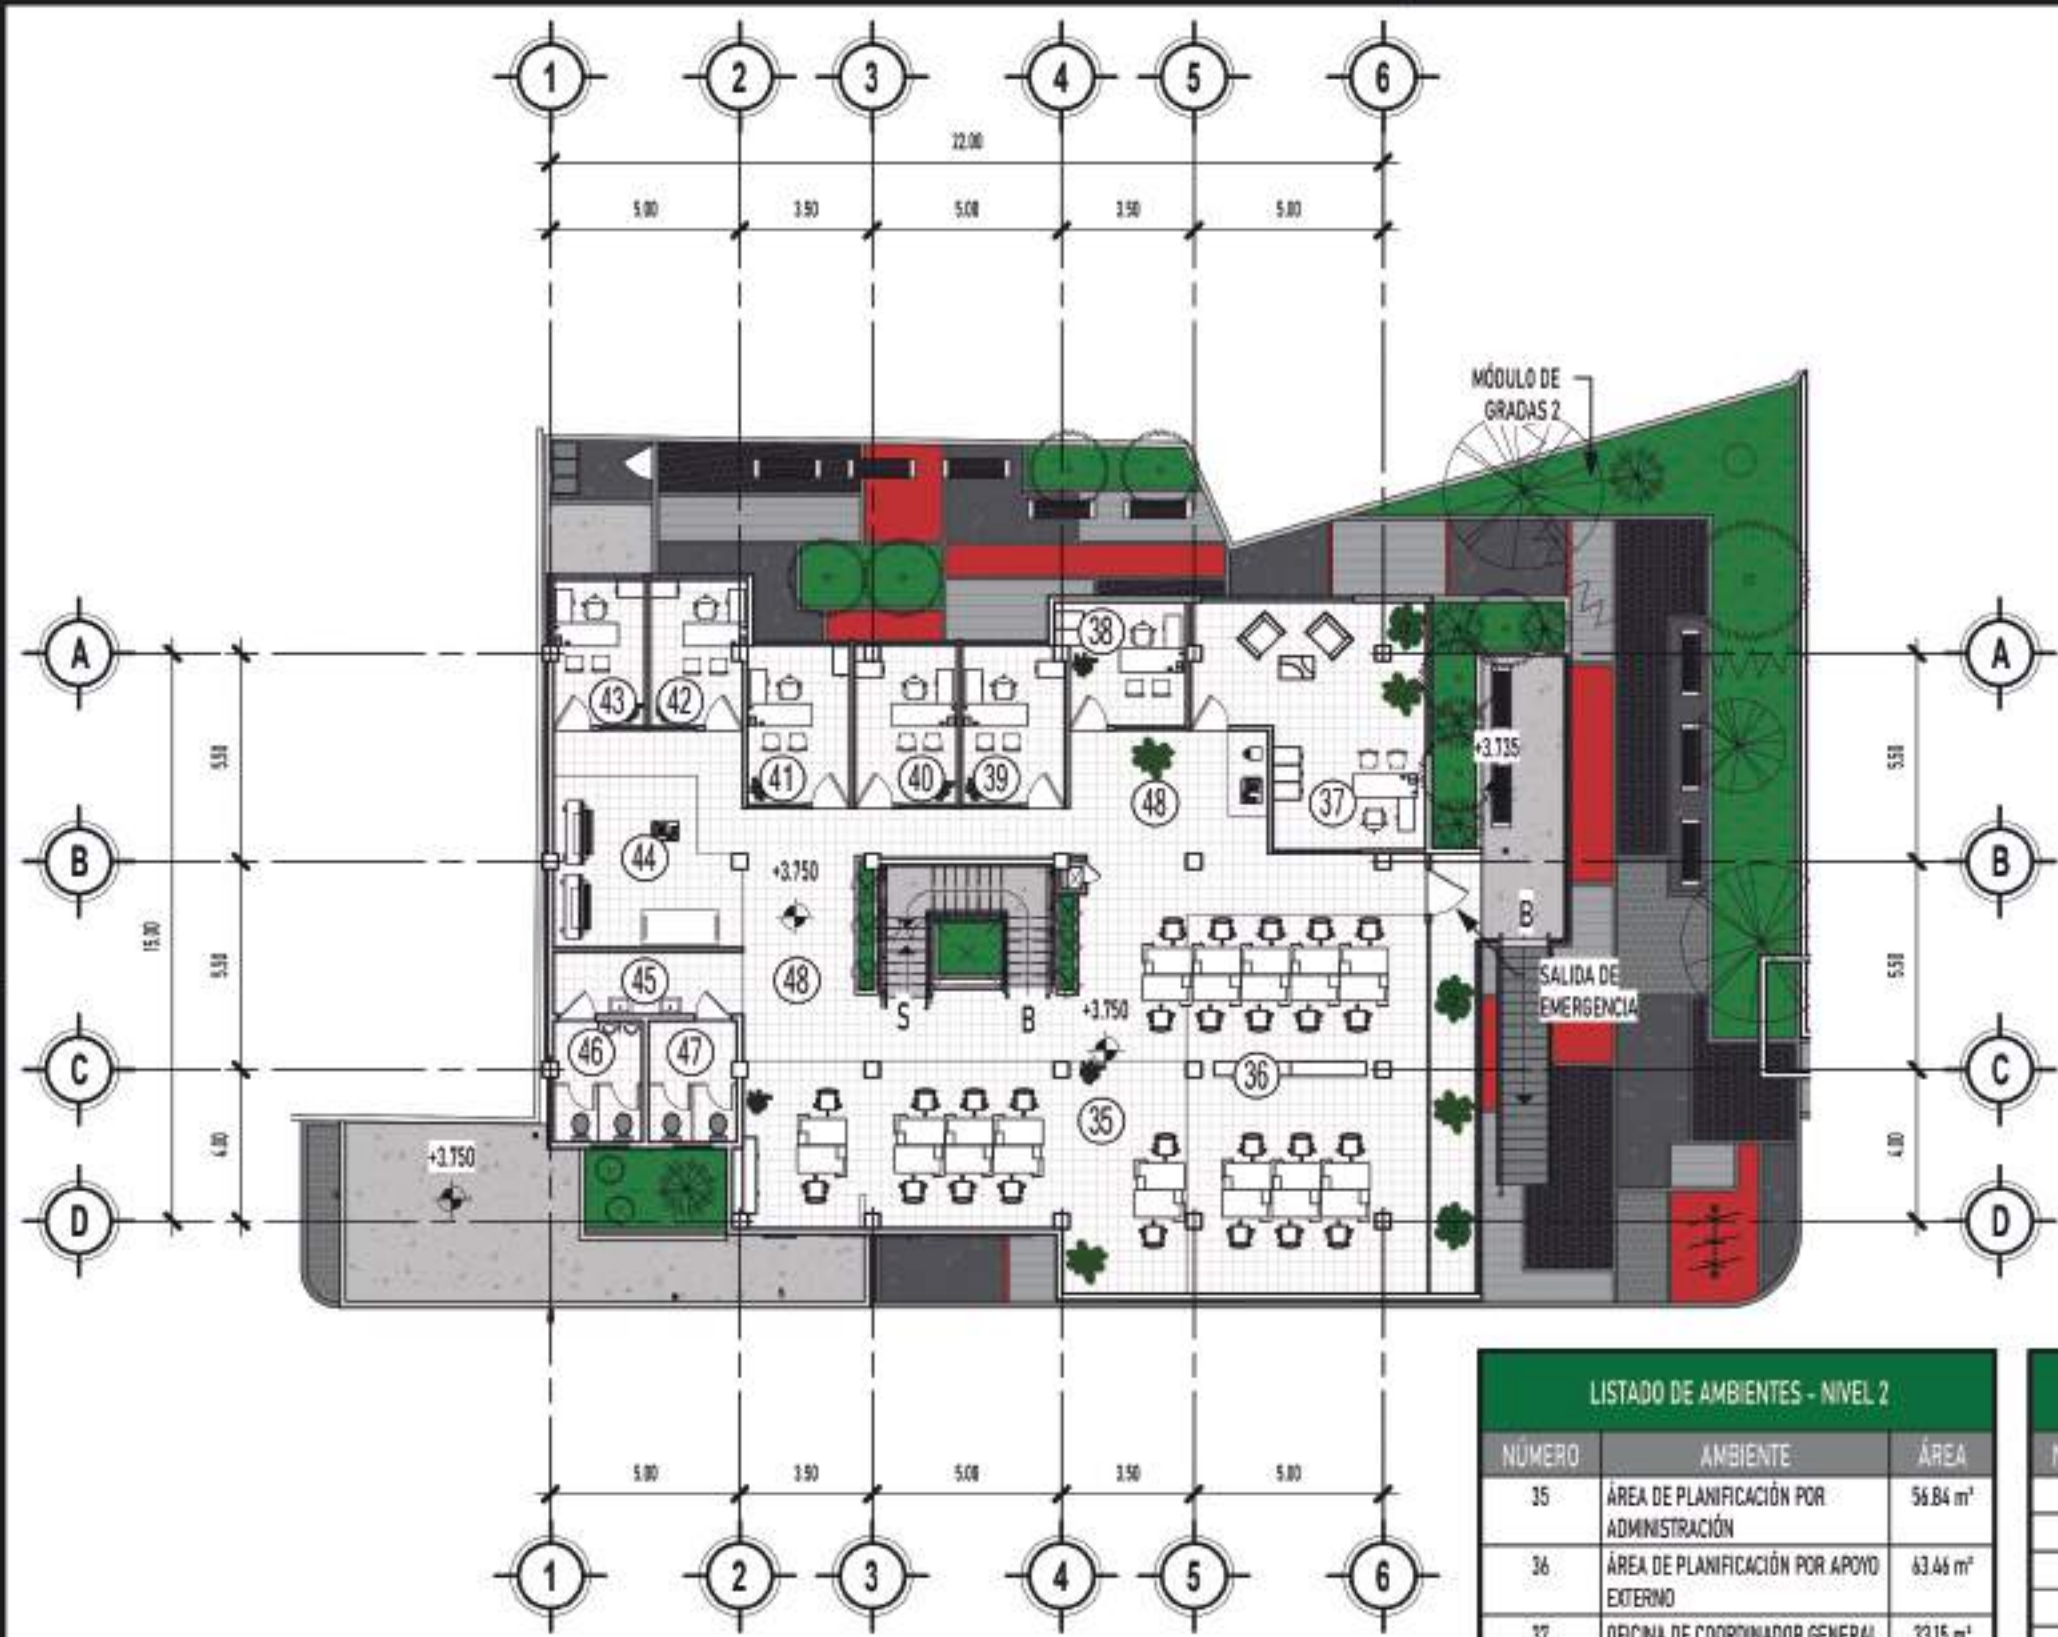 1 2 3 4 5 6
22.00
5.00 3.50 5.00 3.50 5.00
MÓDULO DE
GRADAS 2
A 38 A
43 42
+3.735
41 40 39 48 37
5.50 5.50
B 44 B
+3.750
B
15.00
5.50 5.50
45 48 SALIDA DE
EMERGENCIA
S B +3.750
46 47
C 36 C
35
4.00 4.00
+3.750
D D
LISTADO DE AMBIENTES - NIVEL 2
NÚMERO AMBIENTE ÁREA
5.00 3.50 5.00 3.50 5.00
35 ÁREA DE PLANIFICACIÓN POR 56.84 m²
ADMINISTRACIÓN
36 ÁREA DE PLANIFICACIÓN POR APOYO 63.46 m²
EXTERNO
1 2 3 4 5 6
37 OFICINA DE COORDINADOR GENERAL